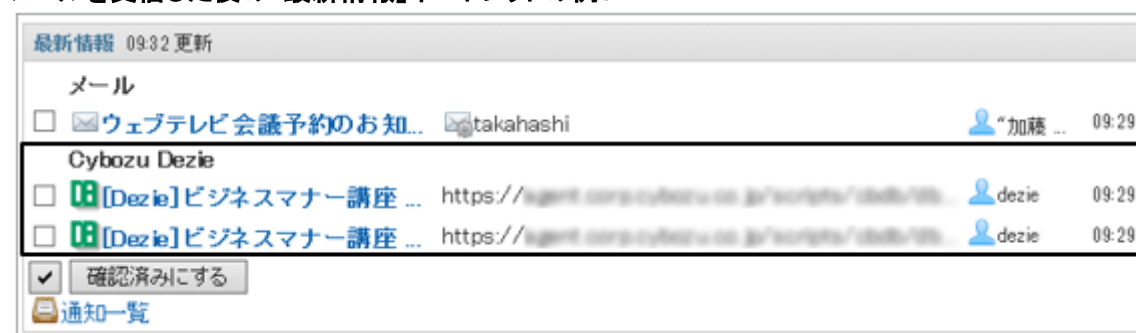 最新情報 09:32 更新
メール
ウェブテレビ会議予約のお知... takahashi “加藤 ... 09:29
Cybozu Dezie
[Dezie]ビジネスマナー講座 ... https:// dezie 09:29
[Dezie]ビジネスマナー講座 ... https:// dezie 09:29
確認済みにする
通知一覧